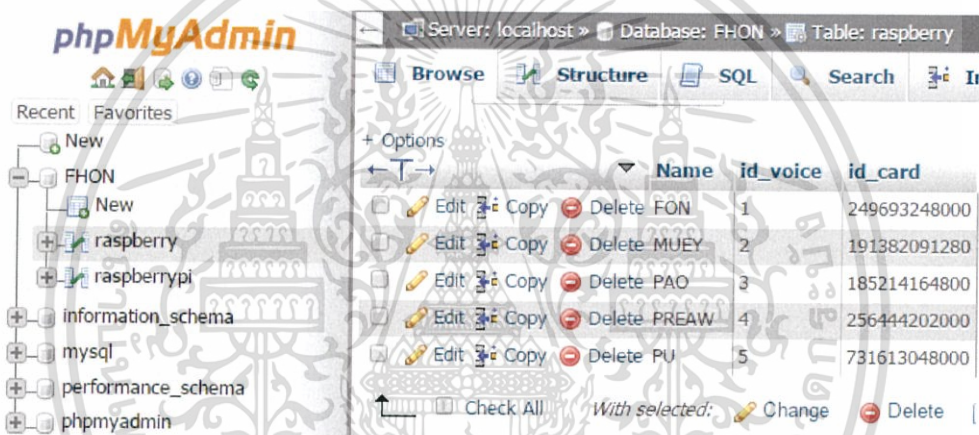 phpMyAdmin
Recent Favorites
New
FHON
New
raspberry
raspberrypi
information_schema
mysql
performance_schema
phpmyadmin
Server: localhost » Database: FHON » Table: raspberry
Browse Structure SQL Search
+ Options
Name id_voice id_card
Edit Copy Delete FON 1 249693248000
Edit Copy Delete MUEY 2 191382091280
Edit Copy Delete PAO 3 185214164800
Edit Copy Delete PREAW 4 256444202000
Edit Copy Delete PU 5 731613048000
Check All With selected: Change Delete